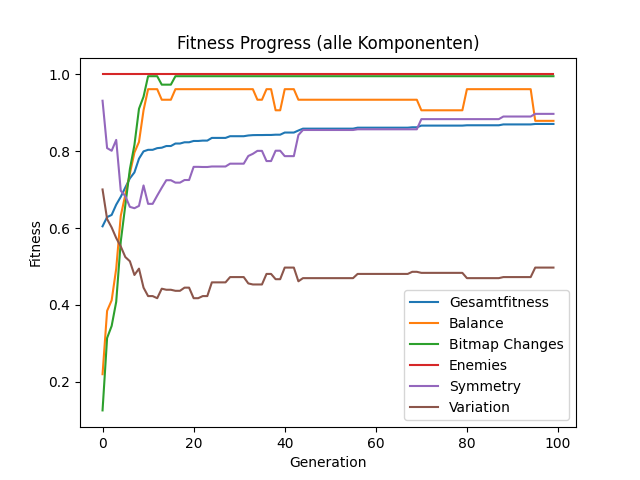 Fitness Progress (alle Komponenten)
1.0
0.8
0.6
0.4
0.2
Fitness
0
20
40
60
80
100
Generation
Gesamtfitness
Balance
Bitmap Changes
Enemies
Symmetry
Variation